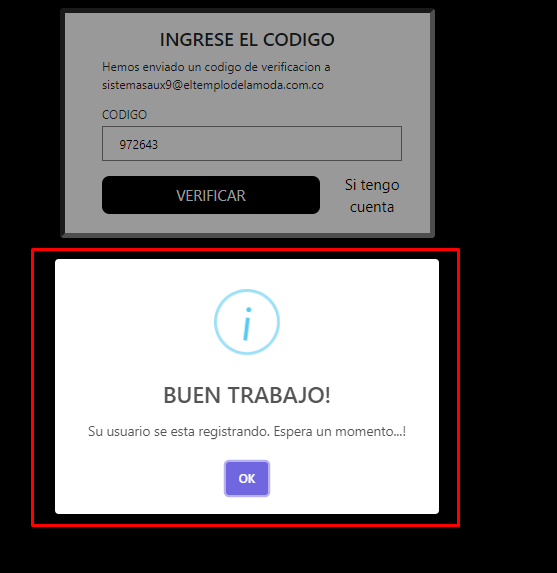 INGRESE EL CODIGO
Hemos enviado un codigo de verificacion a
sistemasaux9@eltemplodelamoda.com.co
CODIGO
972643
VERIFICAR
Si tengo
cuenta
i
BUEN TRABAJO!
Su usuario se esta registrando. Espera un momento...!
OK